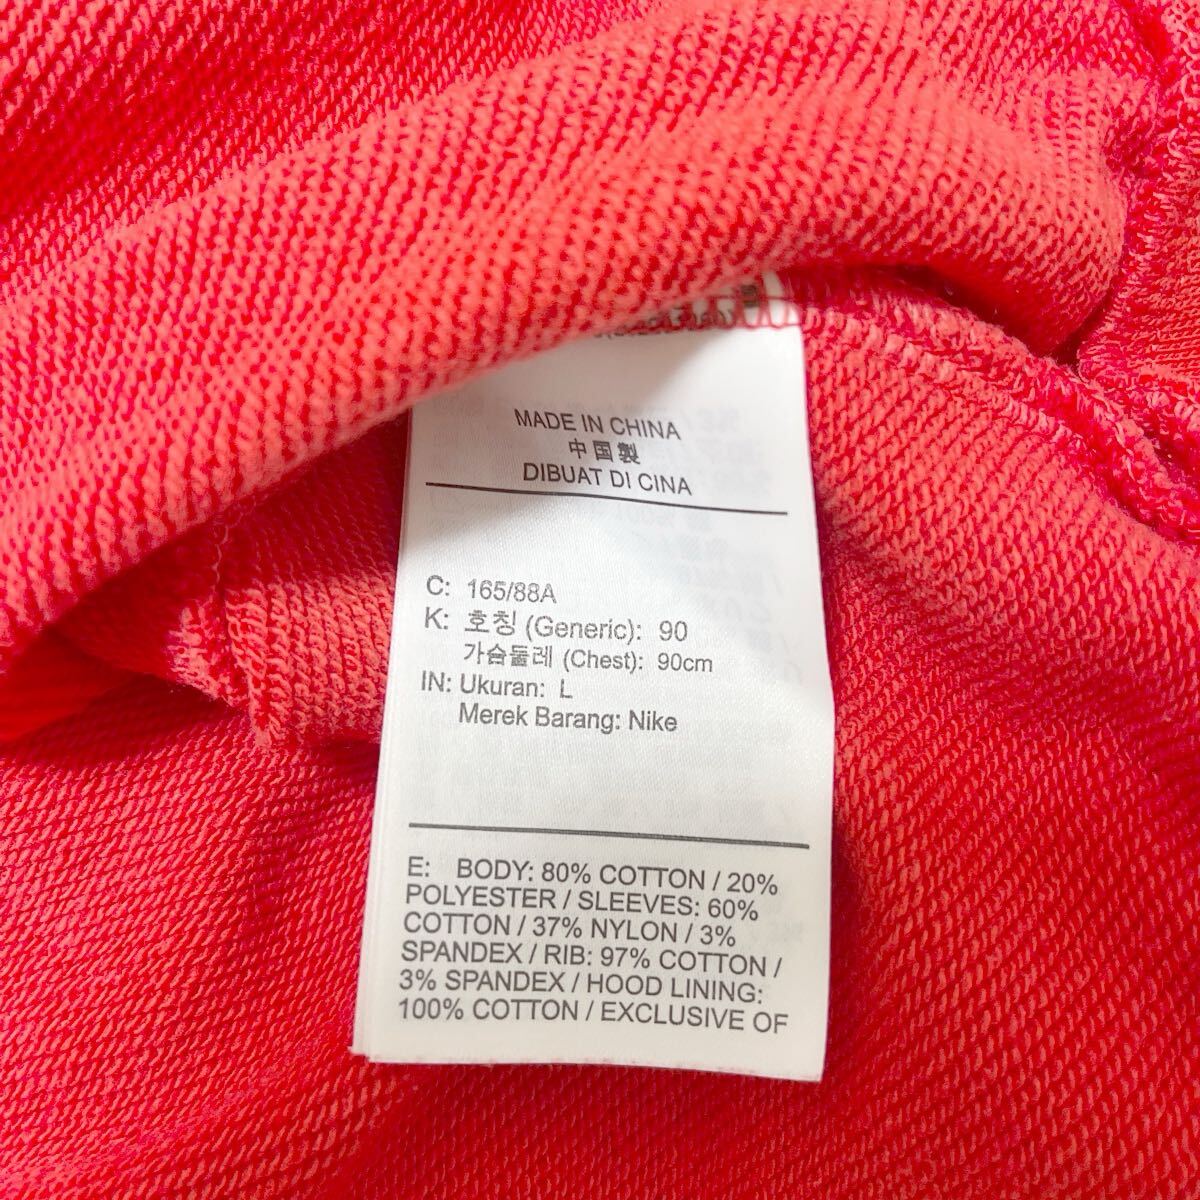 MADE IN CHINA
中国製
DIBUAT DI CINA
C: 165/88A
K: 호칭 (Generic): 90
가슴둘레 (Chest): 90cm
IN: Ukuran: L
Merek Barang: Nike
E: BODY: 80% COTTON / 20%
POLYESTER / SLEEVES: 60%
COTTON / 37% NYLON / 3%
SPANDEX / RIB: 97% COTTON /
3% SPANDEX / HOOD LINING:
100% COTTON / EXCLUSIVE OF